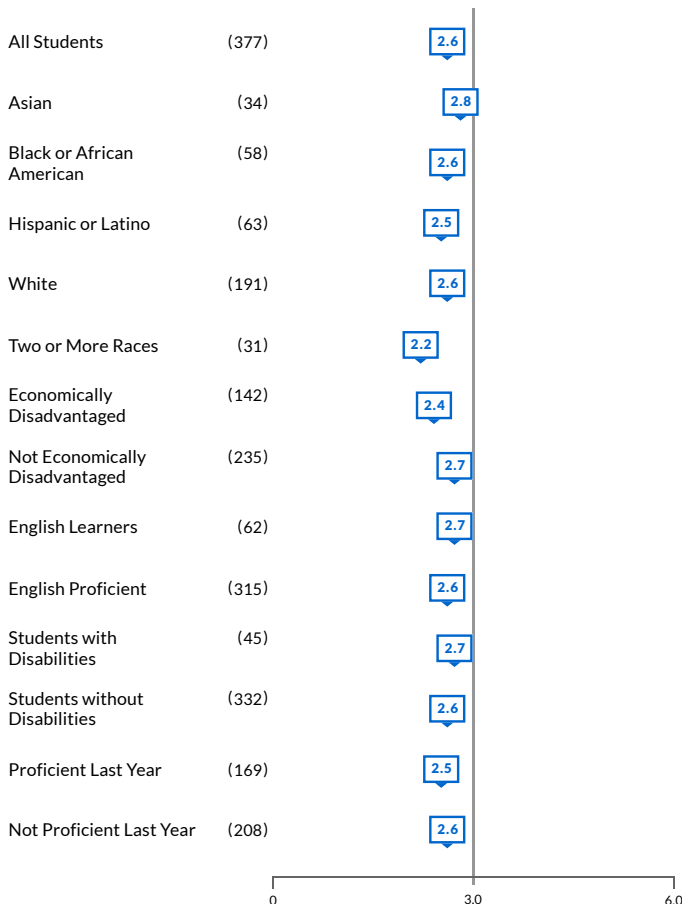 All Students (377) 2.6
Asian (34) 2.8
Black or African (58) 2.6
American
Hispanic or Latino (63) 2.5
White (191) 2.6
Two or More Races (31) 2.2
Economically (142) 2.4
Disadvantaged
Not Economically (235) 2.7
Disadvantaged
English Learners (62) 2.7
English Proficient (315) 2.6
Students with (45) 2.7
Disabilities
Students without (332) 2.6
Disabilities
Proficient Last Year (169) 2.5
Not Proficient Last Year (208) 2.6
0 3.0 6.0